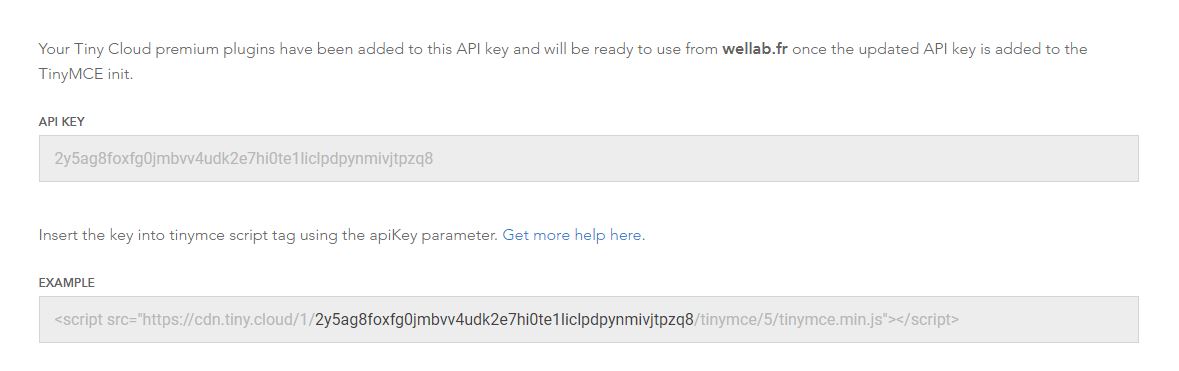 Your Tiny Cloud premium plugins have been added to this API key and will be ready to use from wellab.fr once the updated API key is added to the
TinyMCE init.
API KEY
2y5ag8foxfg0jmbvv4udk2e7hi0te1liclpdpynmivjtpzq8
Insert the key into tinymce script tag using the apiKey parameter. Get more help here.
EXAMPLE
<script src="https://cdn.tiny.cloud/1/2y5ag8foxfg0jmbvv4udk2e7hi0te1liclpdpynmivjtpzq8/tinymce/5/tinymce.min.js"></script>